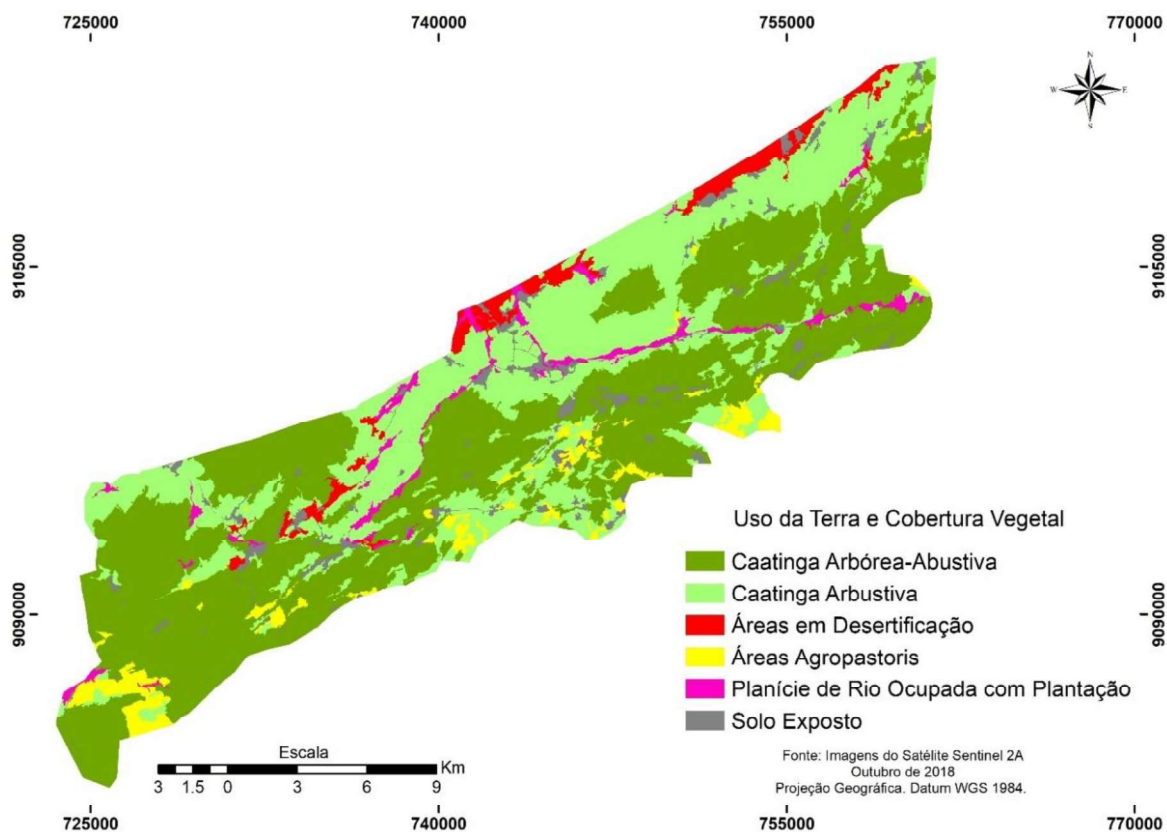 725000 740000 755000 770000
N
W E
S
9105000 9105000
Uso da Terra e Cobertura Vegetal
Caatinga Arbórea-Abustiva
Caatinga Arbustiva
9090000 9090000
Áreas em Desertificação
Áreas Agropastoris
Planície de Rio Ocupada com Plantação
Solo Exposto
Escala
Km
3 1.5 0 3 6 9
Fonte: Imagens do Satélite Sentinel 2A
Outubro de 2018
Projeção Geográfica. Datum WGS 1984.
725000 740000 755000 770000